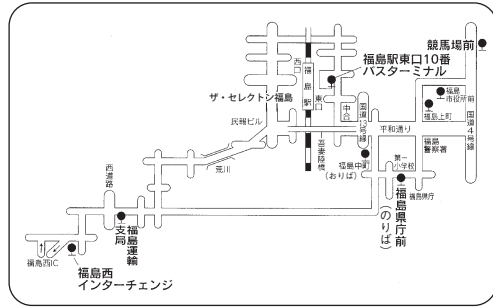 競馬場前
福島駅東口10番
バスターミナル
西口
福島駅
東口
ザ・セレクトン福島
中合
国道13号線
福島
市役所前
福島上町
国道4号線
民報ビル
平和通り
吾妻陸橋
福島
警察署
荒川
福島中町
(おりば)
第一
小学校
西道路
福島県庁
福島県庁前
(のりば)
福島運輸
支局
福島西IC
福島西
インターチェンジ